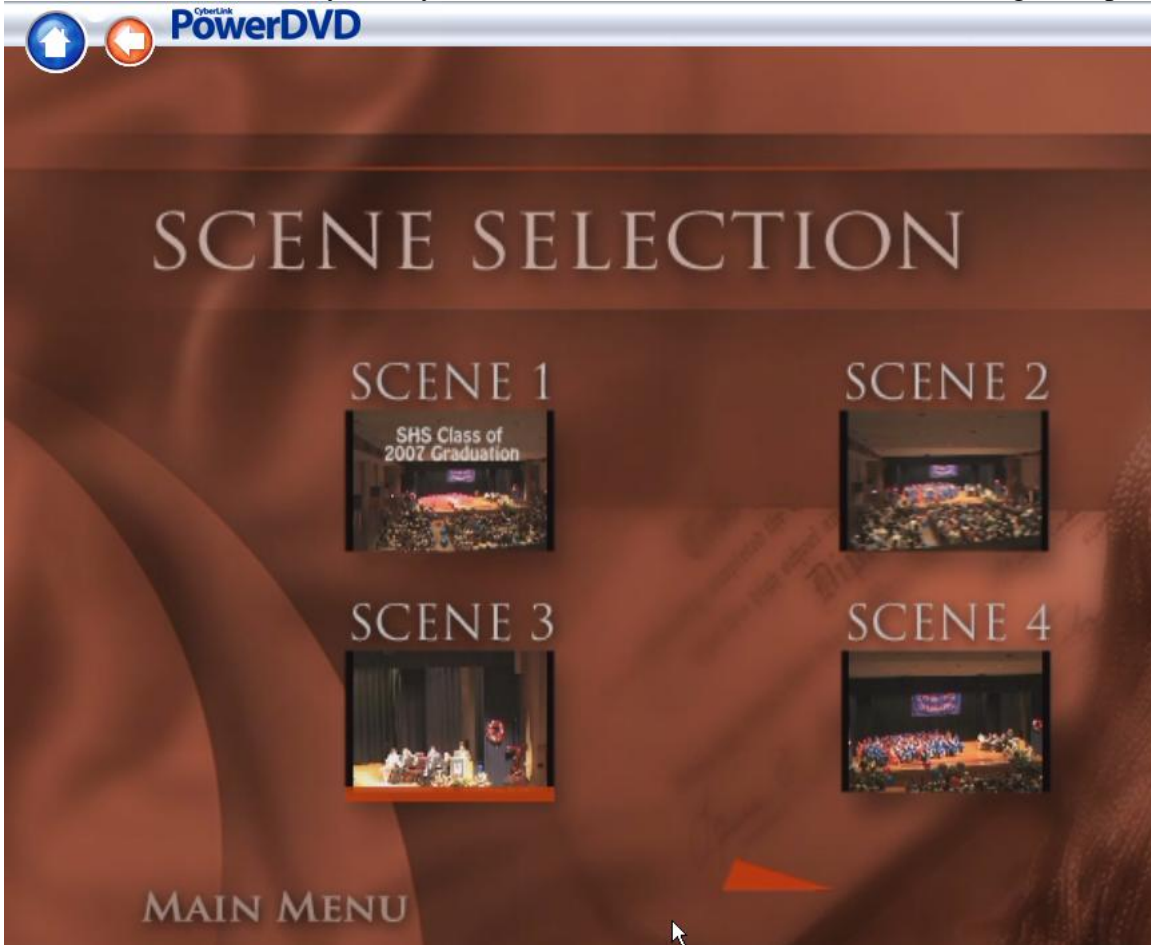 CyberLink
PowerDVD
SCENE SELECTION
SCENE 1
SCENE 2
SHS Class of
2007 Graduation
SCENE 3
SCENE 4
MAIN MENU